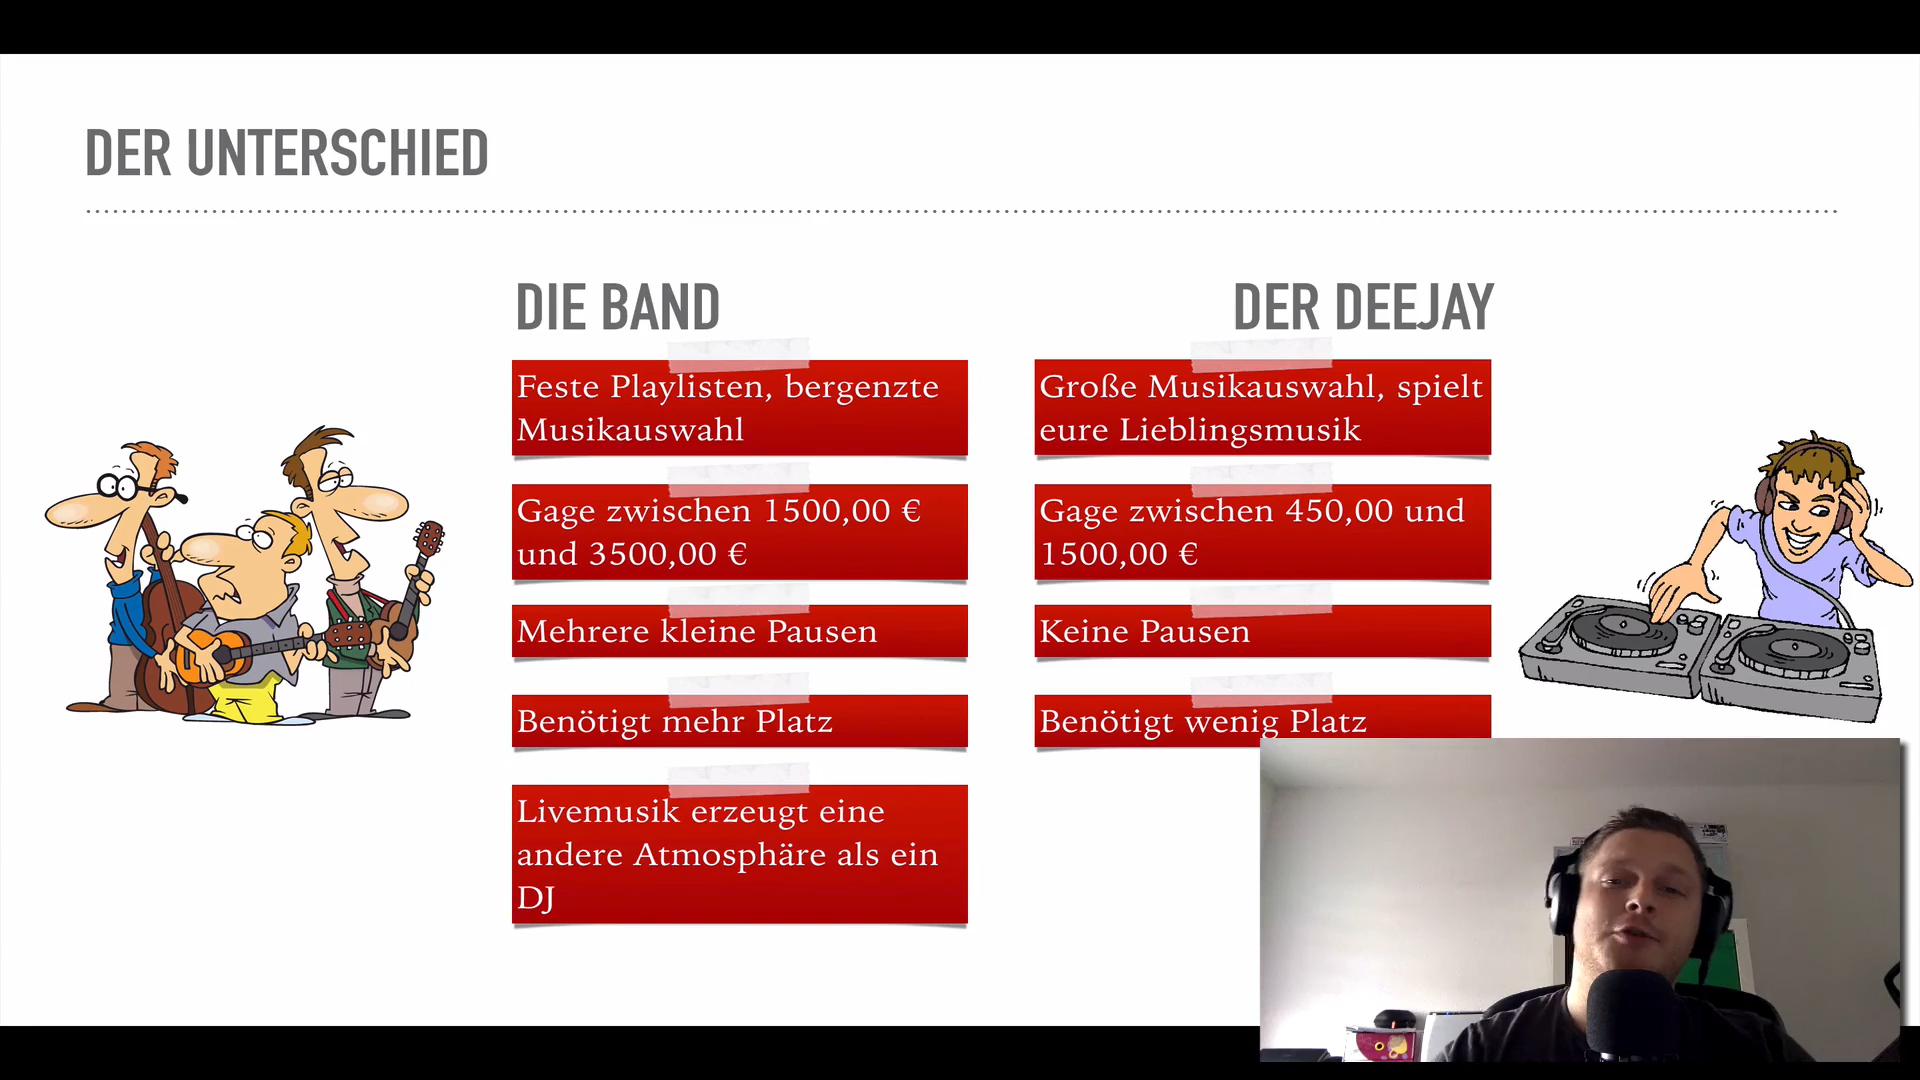 DER UNTERSCHIED
DIE BAND
Feste Playlisten, bergenzte
Musikauswahl
Gage zwischen 1500,00 €
und 3500,00 €
Mehrere kleine Pausen
Benötigt mehr Platz
Livemusik erzeugt eine
andere Atmosphäre als ein
DJ
DER DEEJAY
Große Musikauswahl, spielt
eure Lieblingsmusik
Gage zwischen 450,00 und
1500,00 €
Keine Pausen
Benötigt wenig Platz